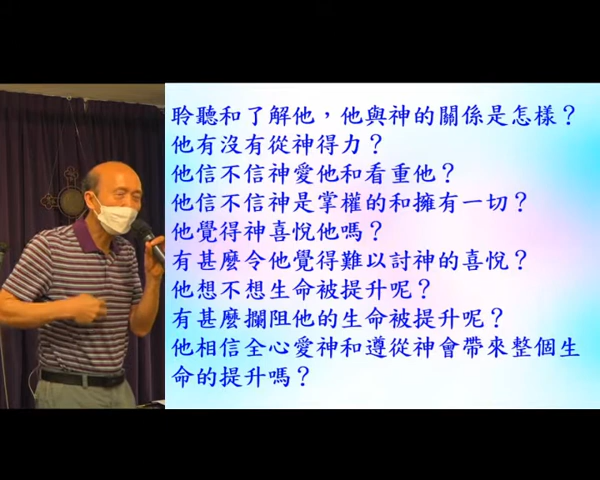 聆聽和了解他，他與神的關係是怎樣？
他有沒有從神得力？
他信不信神愛他和看重他？
他信不信神是掌權的和擁有一切？
他覺得神喜悅他嗎？
有甚麼令他覺得難以討神的喜悅？
他想不想生命被提升呢？
有甚麼攔阻他的生命被提升呢？
他相信全心愛神和遵從神會帶來整個生
命的提升嗎？